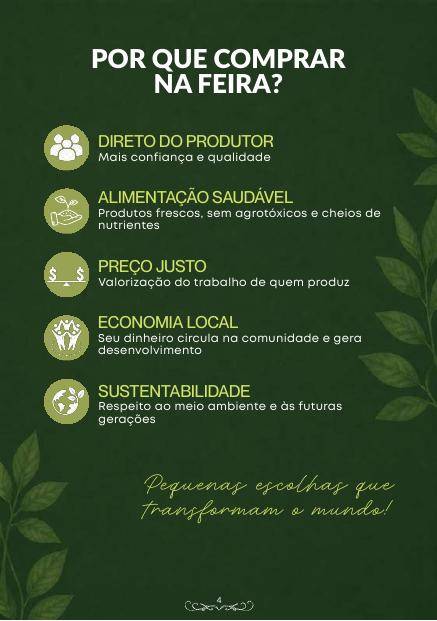 POR QUE COMPRAR
NA FEIRA?
DIRETO DO PRODUTOR
Mais confiança e qualidade
ALIMENTAÇÃO SAUDÁVEL
Produtos frescos, sem agrotóxicos e cheios de
nutrientes
$ $
PREÇO JUSTO
Valorização do trabalho de quem produz
ECONOMIA LOCAL
Seu dinheiro circula na comunidade e gera
desenvolvimento
SUSTENTABILIDADE
Respeito ao meio ambiente e às futuras
gerações
Pequenas escolhas que
transformam o mundo!
4